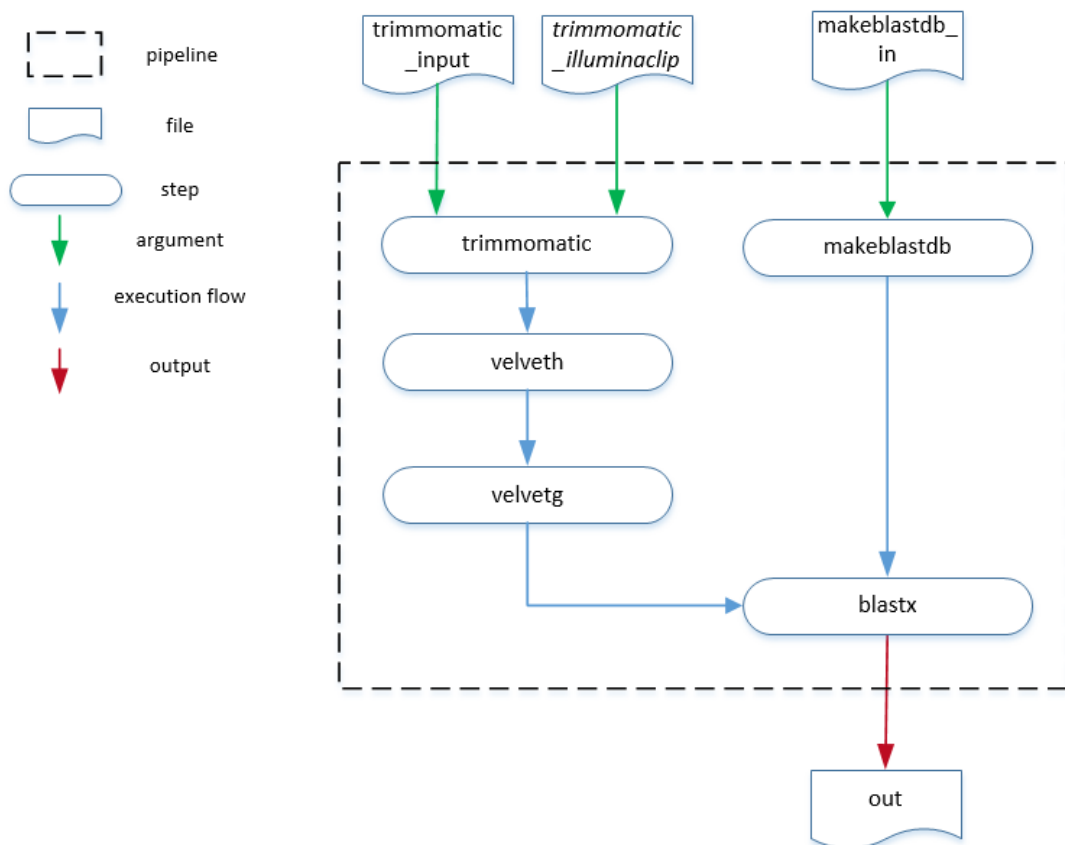 pipeline
file
step
argument
execution flow
output
trimmomatic
_input
trimmomatic
_illuminaclip
makeblastdb_
in
trimmomatic
makeblastdb
velveth
velvetg
blastx
out